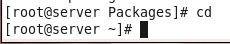 [root@server Packages]# cd
[root@server ~]#